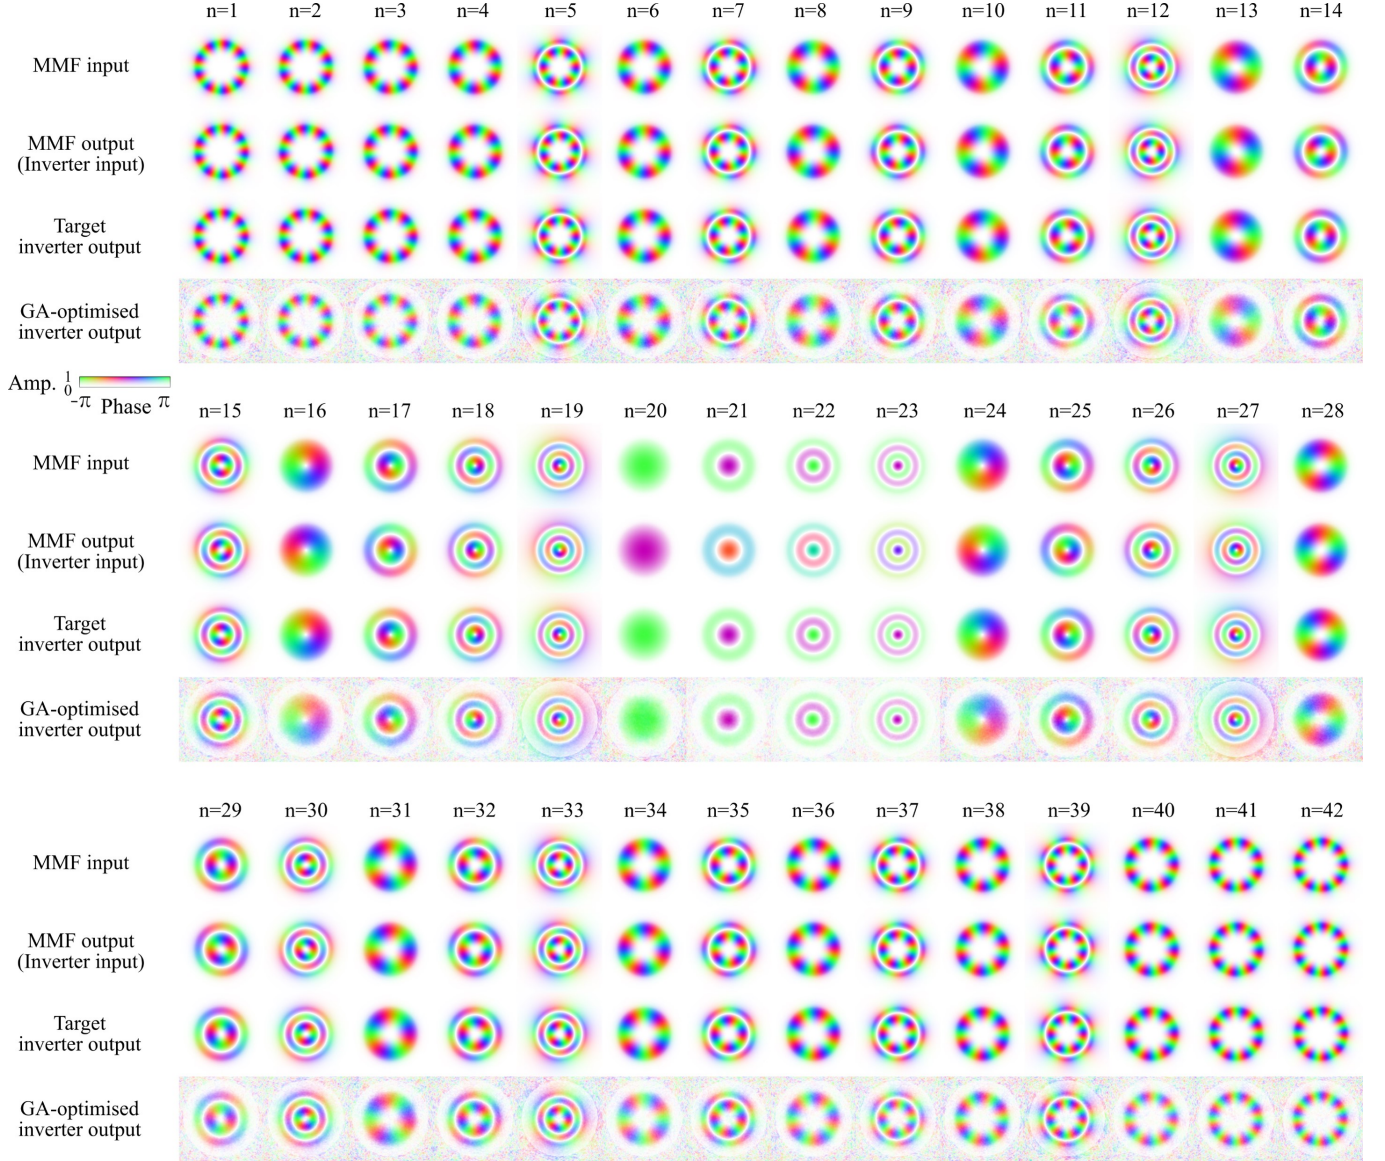 n=1 n=2 n=3 n=4 n=5 n=6 n=7 n=8 n=9 n=10 n=11 n=12 n=13 n=14
MMF input
MMF output
(Inverter input)
Target
inverter output
GA-optimised
inverter output
Amp. 1
0
-π Phase π
n=15 n=16 n=17 n=18 n=19 n=20 n=21 n=22 n=23 n=24 n=25 n=26 n=27 n=28
MMF input
MMF output
(Inverter input)
Target
inverter output
GA-optimised
inverter output
n=29 n=30 n=31 n=32 n=33 n=34 n=35 n=36 n=37 n=38 n=39 n=40 n=41 n=42
MMF input
MMF output
(Inverter input)
Target
inverter output
GA-optimised
inverter output